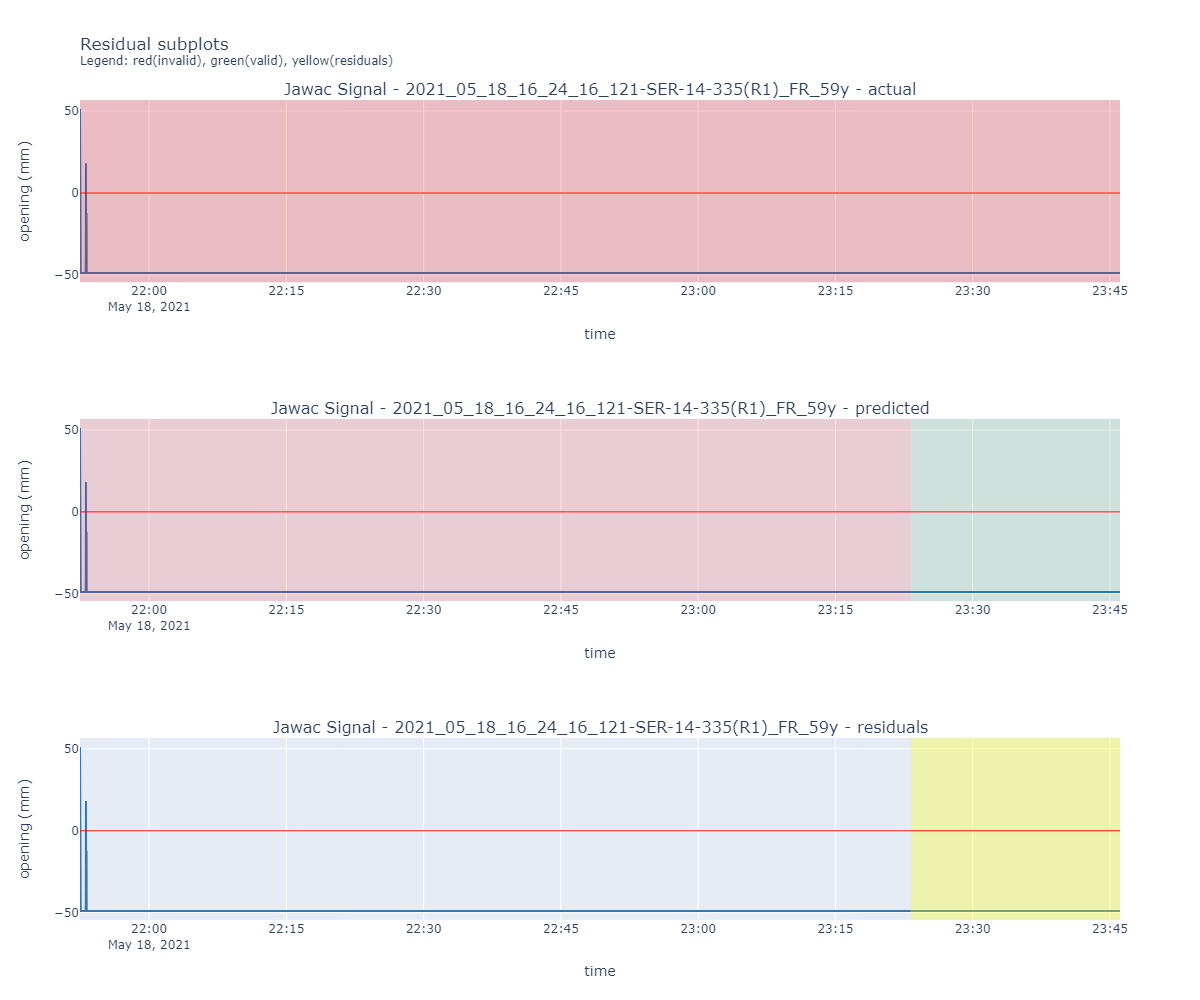 Residual subplots
Legend: red(invalid), green(valid), yellow(residuals)
Jawac Signal - 2021_05_18_16_24_16_121-SER-14-335(R1)_FR_59y - actual
opening (mm)
50
0
−50
22:00 22:15 22:30 22:45 23:00 23:15 23:30 23:45
May 18, 2021
time
Jawac Signal - 2021_05_18_16_24_16_121-SER-14-335(R1)_FR_59y - predicted
opening (mm)
50
0
−50
22:00 22:15 22:30 22:45 23:00 23:15 23:30 23:45
May 18, 2021
time
Jawac Signal - 2021_05_18_16_24_16_121-SER-14-335(R1)_FR_59y - residuals
opening (mm)
50
0
−50
22:00 22:15 22:30 22:45 23:00 23:15 23:30 23:45
May 18, 2021
time